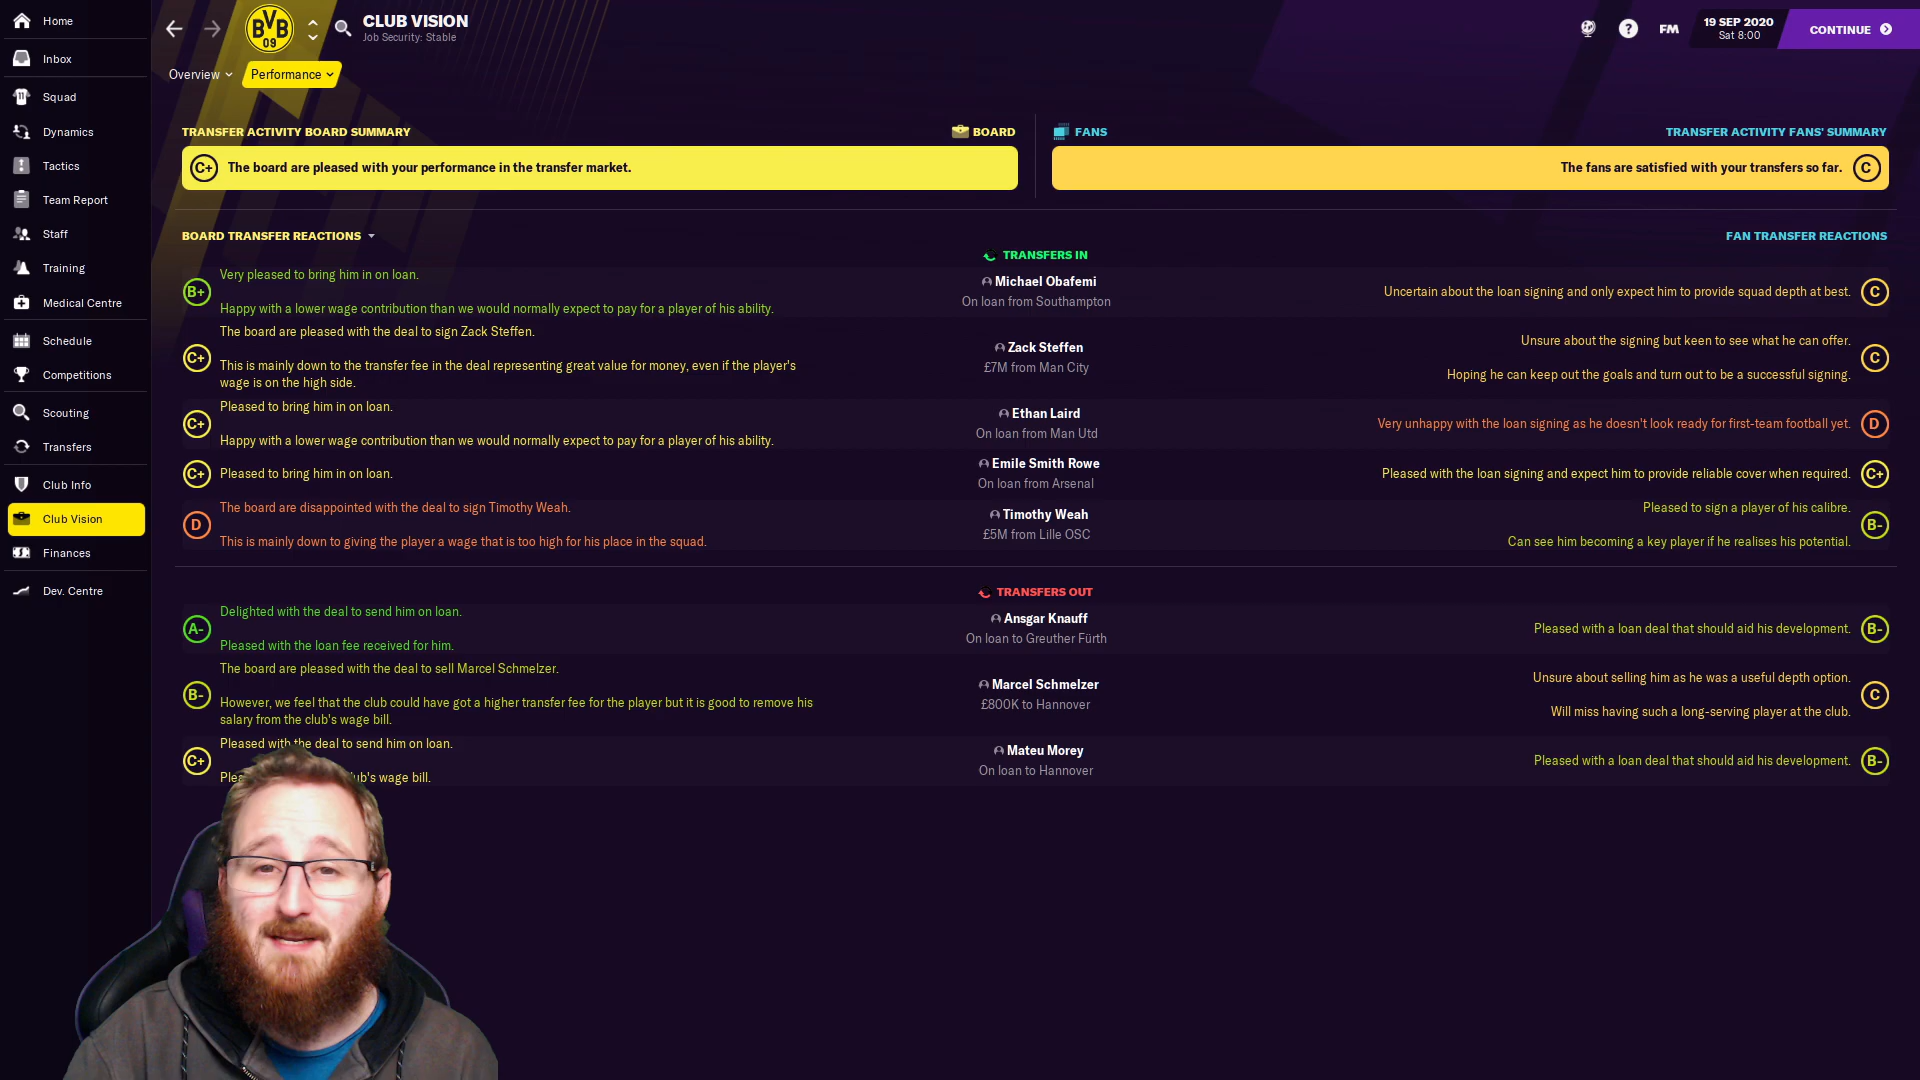 Home
Inbox
Squad
Dynamics
Tactics
Team Report
Staff
Training
Medical Centre
Schedule
Competitions
Scouting
Transfers
Club Info
Club Vision
Finances
Dev. Centre
BVB
09
CLUB VISION
Job Security: Stable
?
FM
19 SEP 2020
Sat 8:00
CONTINUE
Overview
Performance
TRANSFER ACTIVITY BOARD SUMMARY
BOARD
C+ The board are pleased with your performance in the transfer market.
FANS
TRANSFER ACTIVITY FANS' SUMMARY
The fans are satisfied with your transfers so far. C
BOARD TRANSFER REACTIONS
FAN TRANSFER REACTIONS
TRANSFERS IN
B+
Very pleased to bring him in on loan.
Happy with a lower wage contribution than we would normally expect to pay for a player of his ability.
Michael Obafemi
On loan from Southampton
Uncertain about the loan signing and only expect him to provide squad depth at best.
C
C+
The board are pleased with the deal to sign Zack Steffen.
This is mainly down to the transfer fee in the deal representing great value for money, even if the player's
wage is on the high side.
Zack Steffen
£7M from Man City
Unsure about the signing but keen to see what he can offer.
Hoping he can keep out the goals and turn out to be a successful signing.
C
C+
Pleased to bring him in on loan.
Happy with a lower wage contribution than we would normally expect to pay for a player of his ability.
Ethan Laird
On loan from Man Utd
Very unhappy with the loan signing as he doesn't look ready for first-team football yet.
D
C+
Pleased to bring him in on loan.
Emile Smith Rowe
On loan from Arsenal
Pleased with the loan signing and expect him to provide reliable cover when required.
C+
D
The board are disappointed with the deal to sign Timothy Weah.
This is mainly down to giving the player a wage that is too high for his place in the squad.
Timothy Weah
£5M from Lille OSC
Pleased to sign a player of his calibre.
Can see him becoming a key player if he realises his potential.
B-
TRANSFERS OUT
A-
Delighted with the deal to send him on loan.
Pleased with the loan fee received for him.
Ansgar Knauff
On loan to Greuther Fürth
Pleased with a loan deal that should aid his development.
B-
B-
The board are pleased with the deal to sell Marcel Schmelzer.
However, we feel that the club could have got a higher transfer fee for the player but it is good to remove his
salary from the club's wage bill.
Marcel Schmelzer
£800K to Hannover
Unsure about selling him as he was a useful depth option.
Will miss having such a long-serving player at the club.
C
C+
Pleased with the deal to send him on loan.
wage bill.
Mateu Morey
On loan to Hannover
Pleased with a loan deal that should aid his development.
B-